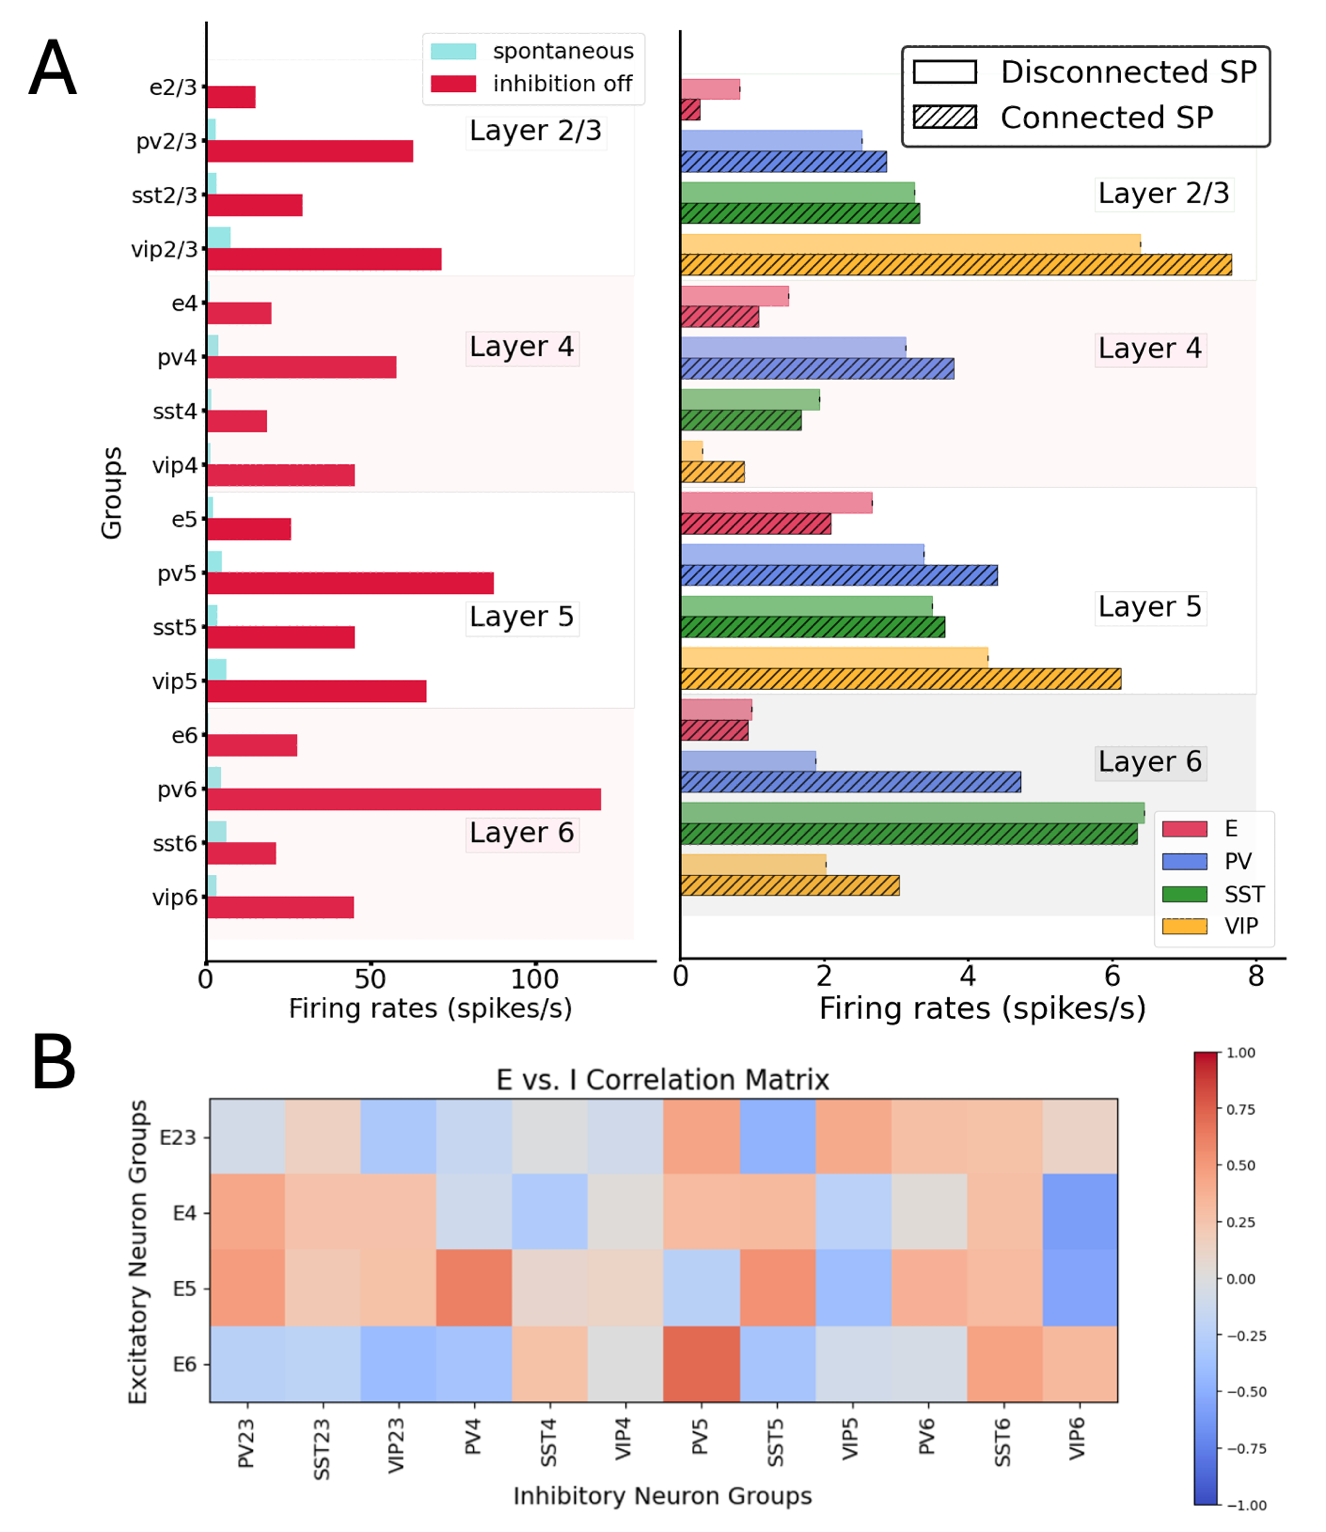 A
spontaneous
inhibition off
Disconnected SP
Connected SP
Groups
e2/3
pv2/3
sst2/3
vip2/3
e4
pv4
sst4
vip4
e5
pv5
sst5
vip5
e6
pv6
sst6
vip6
Layer 2/3
Layer 4
Layer 5
Layer 6
0
50
100
Firing rates (spikes/s)
Layer 2/3
Layer 4
Layer 5
Layer 6
E
PV
SST
VIP
0
2
4
6
8
Firing rates (spikes/s)
B
E vs. I Correlation Matrix
Excitatory Neuron Groups
E23
E4
E5
E6
PV23
SST23
VIP23
PV4
SST4
VIP4
PV5
SST5
VIP5
PV6
SST6
VIP6
Inhibitory Neuron Groups
1.00
0.75
0.50
0.25
0.00
−0.25
−0.50
−0.75
−1.00